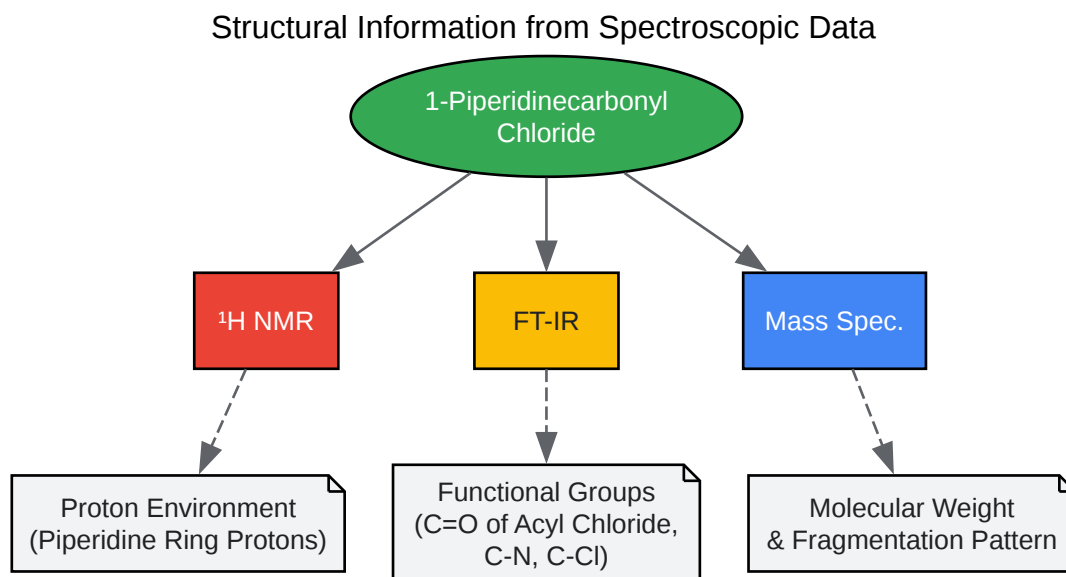 Structural Information from Spectroscopic Data
1-Piperidinecarbonyl
Chloride
¹H NMR
FT-IR
Mass Spec.
Proton Environment
(Piperidine Ring Protons)
Functional Groups
(C=O of Acyl Chloride,
C-N, C-Cl)
Molecular Weight
& Fragmentation Pattern